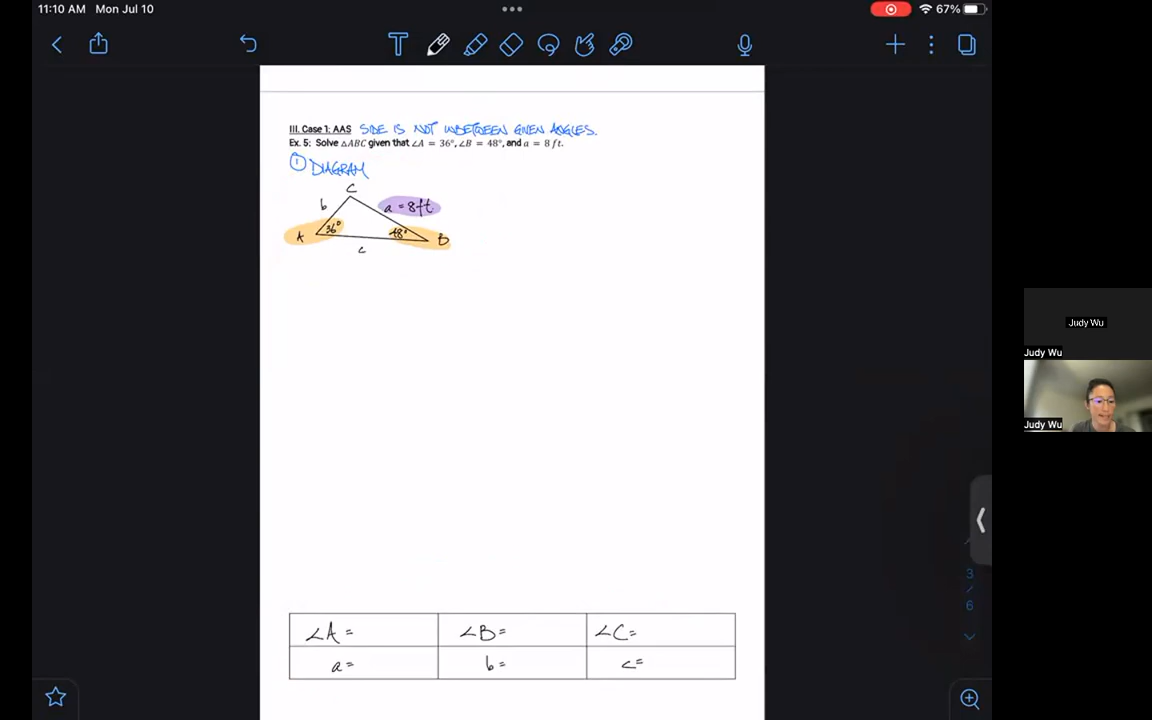 11:10 AM Mon Jul 10
67%
III. Case 1: AAS SIDE IS NOT INBETWEEN GIVEN ANGLES.
Ex. 5: Solve △ABC given that ∠A = 36°, ∠B = 48°, and a = 8 ft.
① DIAGRAM
C
b a = 8ft
A 36° 48° B
c
∠A = ∠B = ∠C =
a = b = c =
Judy Wu
Judy Wu
Judy Wu
3
/
6